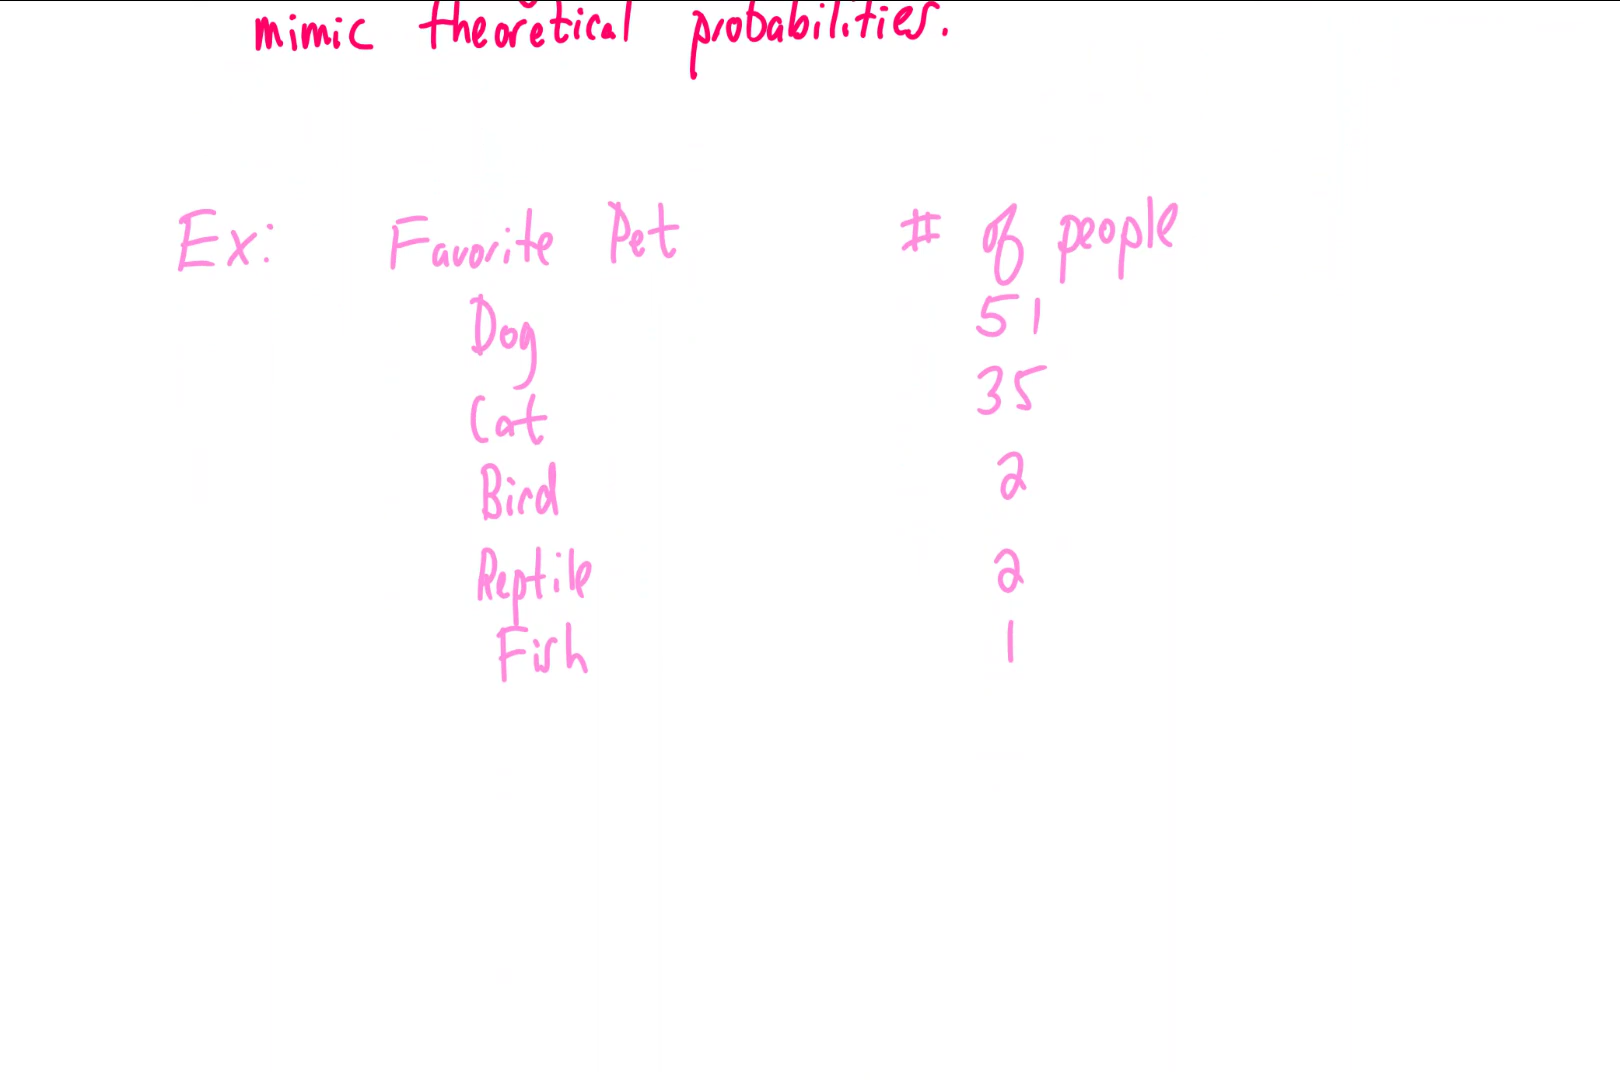 mimic theoretical probabilities.
Ex: Favorite Pet # of people
Dog 51
Cat 35
Bird 2
Reptile 2
Fish 1